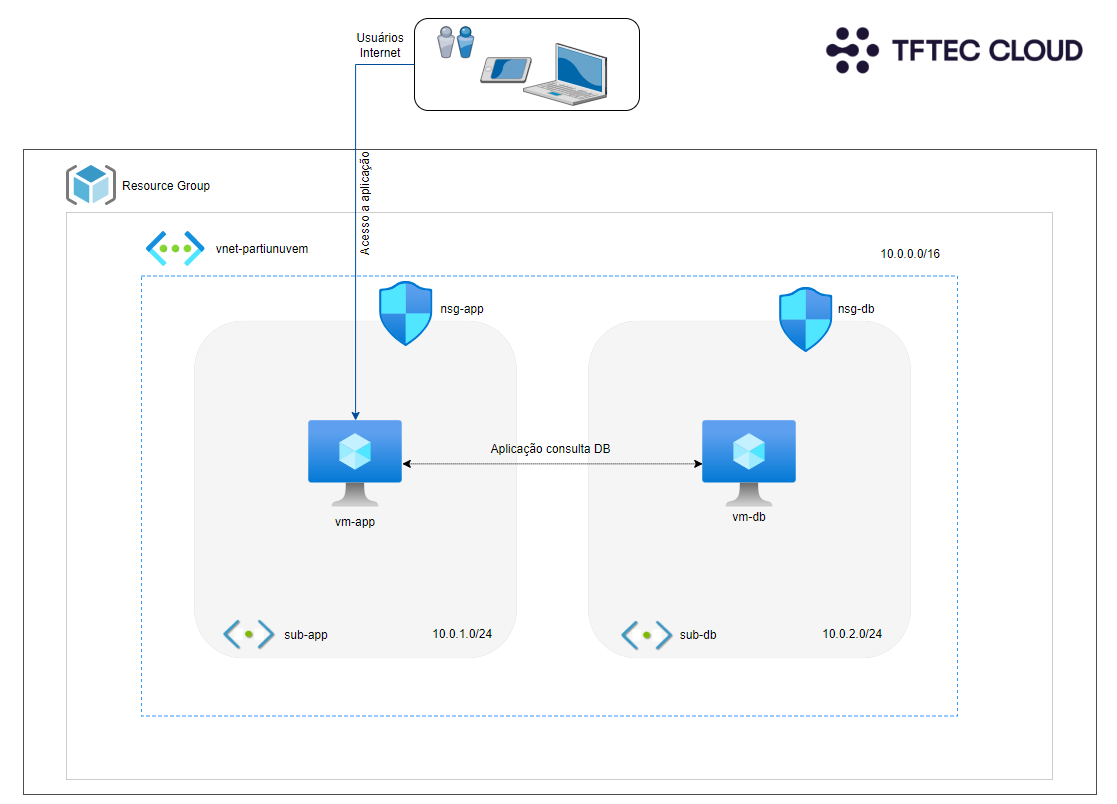 Usuários
Internet
TFTEC CLOUD
Acesso a aplicação
Resource Group
vnet-partiunuvem
10.0.0.0/16
nsg-app
nsg-db
Aplicação consulta DB
vm-app
vm-db
sub-app
10.0.1.0/24
sub-db
10.0.2.0/24